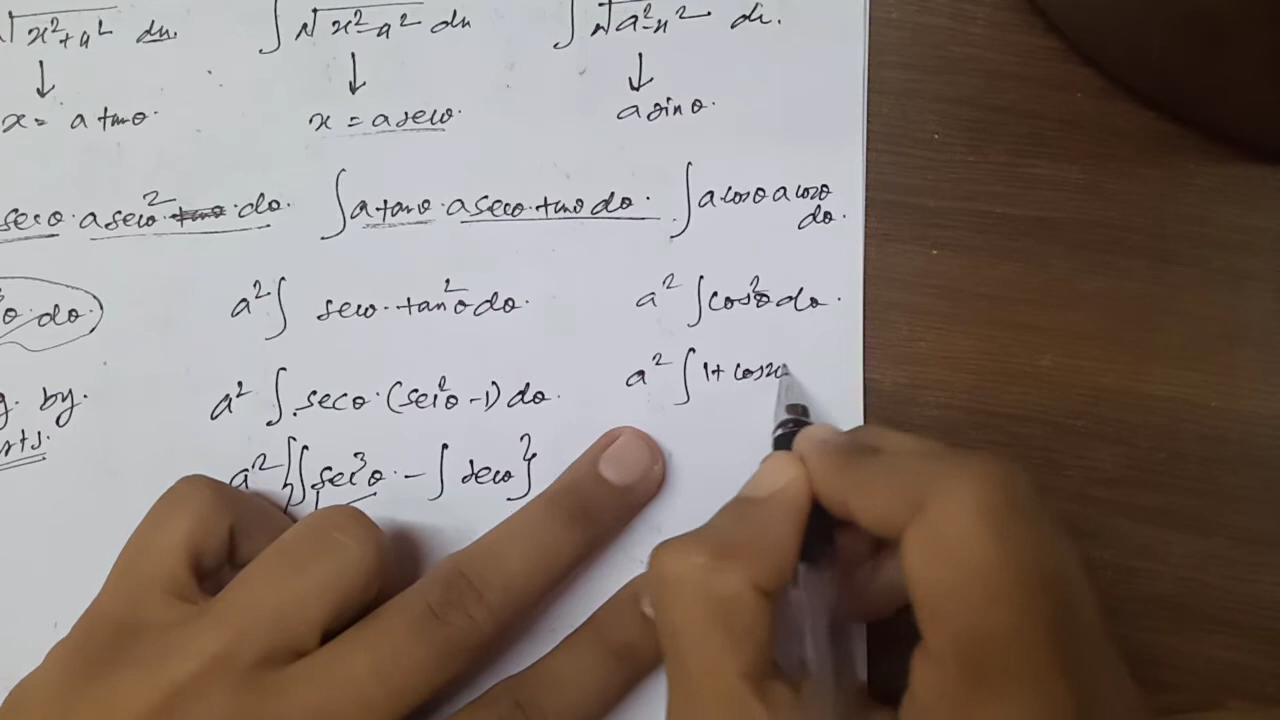 √x²+a² dx. ∫√x²-a² dx ∫√a²-x² dx.
↓ ↓ ↓
x = a tanθ. x = a secθ. a sinθ.
secθ. a sec²θ. dθ. ∫a tanθ. a secθ. tanθ dθ. ∫a cosθ a cosθ
dθ.
θ. dθ. a²∫ secθ. tan²θ dθ. a² ∫cos²θ dθ.
g. by. a² ∫ secθ. (sec²θ -1) dθ. a² ∫ 1+ cos2
rts. a² {∫sec³θ. - ∫ secθ}